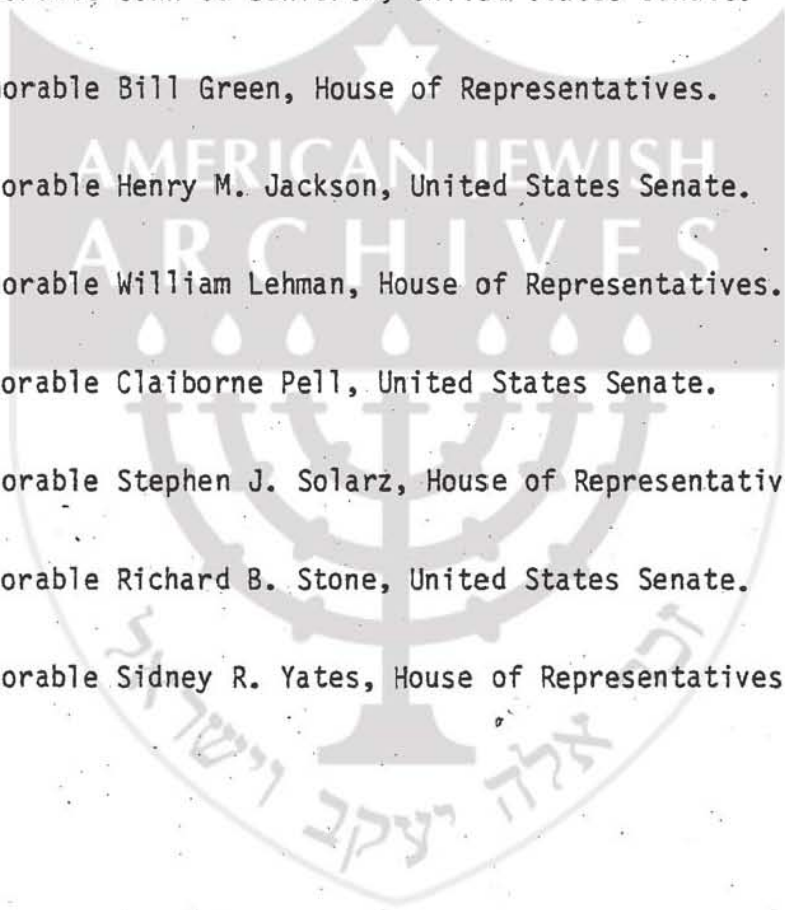 orable Bill Green, House of Representatives.
AMERICAN JEWISH
orable Henry M. Jackson, United States Senate.
ARCHIVES
orable William Lehman, House of Representatives.
orable Claiborne Pell, United States Senate.
orable Stephen J. Solarz, House of Representativ
orable Richard B. Stone, United States Senate.
orable Sidney R. Yates, House of Representatives
זכר אלה יעקב וישראל